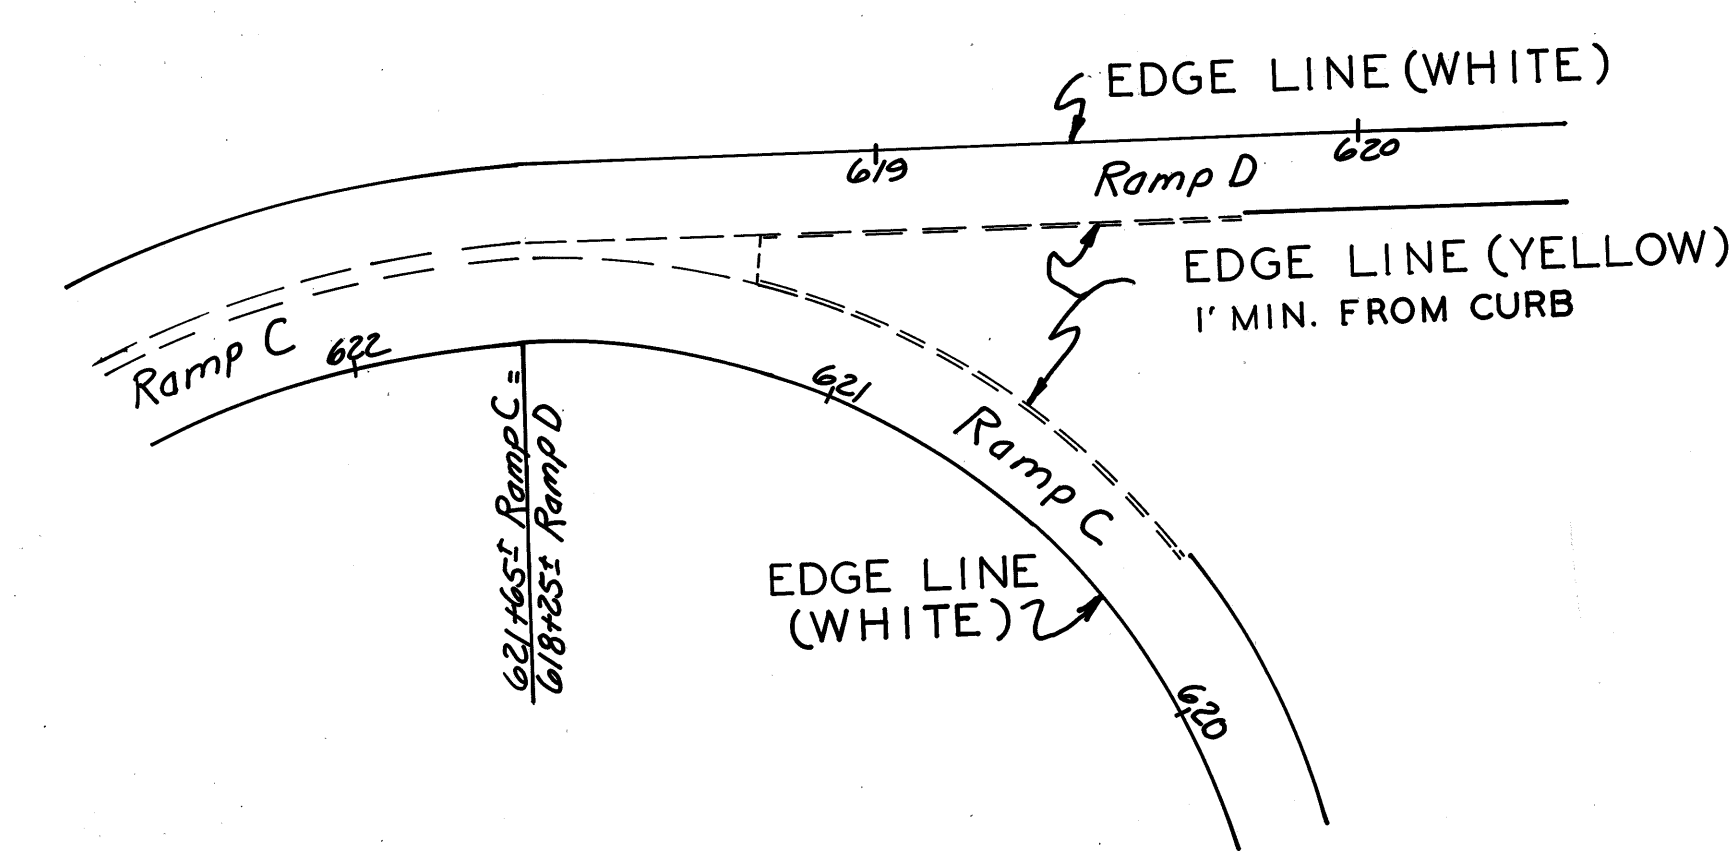 EDGE LINE (WHITE)
619
620
Ramp D
EDGE LINE (YELLOW)
1' MIN. FROM CURB
Ramp C
622
621
621+65± Ramp C =
618+25± Ramp D
Ramp C
EDGE LINE
(WHITE)
620